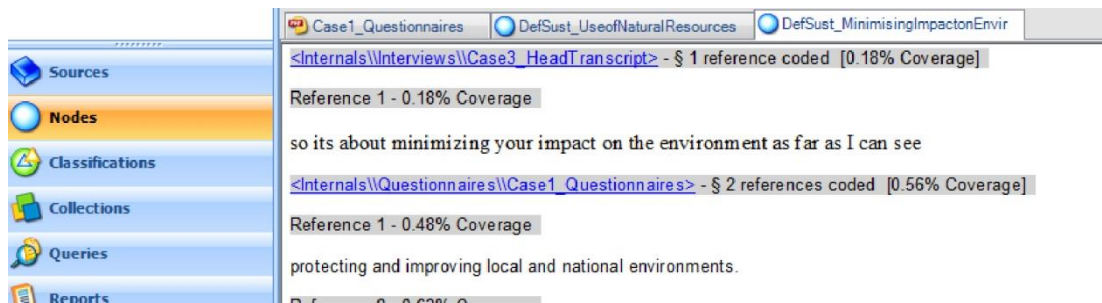 Case1_Questionnaires
DefSust_UseofNaturalResources
DefSust_MinimisingImpactonEnvir
Sources
Nodes
Classifications
Collections
Queries
Reports
<Internals\\Interviews\\Case3_HeadTranscript> - § 1 reference coded [0.18% Coverage]
Reference 1 - 0.18% Coverage
so its about minimizing your impact on the environment as far as I can see
<Internals\\Questionnaires\\Case1_Questionnaires> - § 2 references coded [0.56% Coverage]
Reference 1 - 0.48% Coverage
protecting and improving local and national environments.